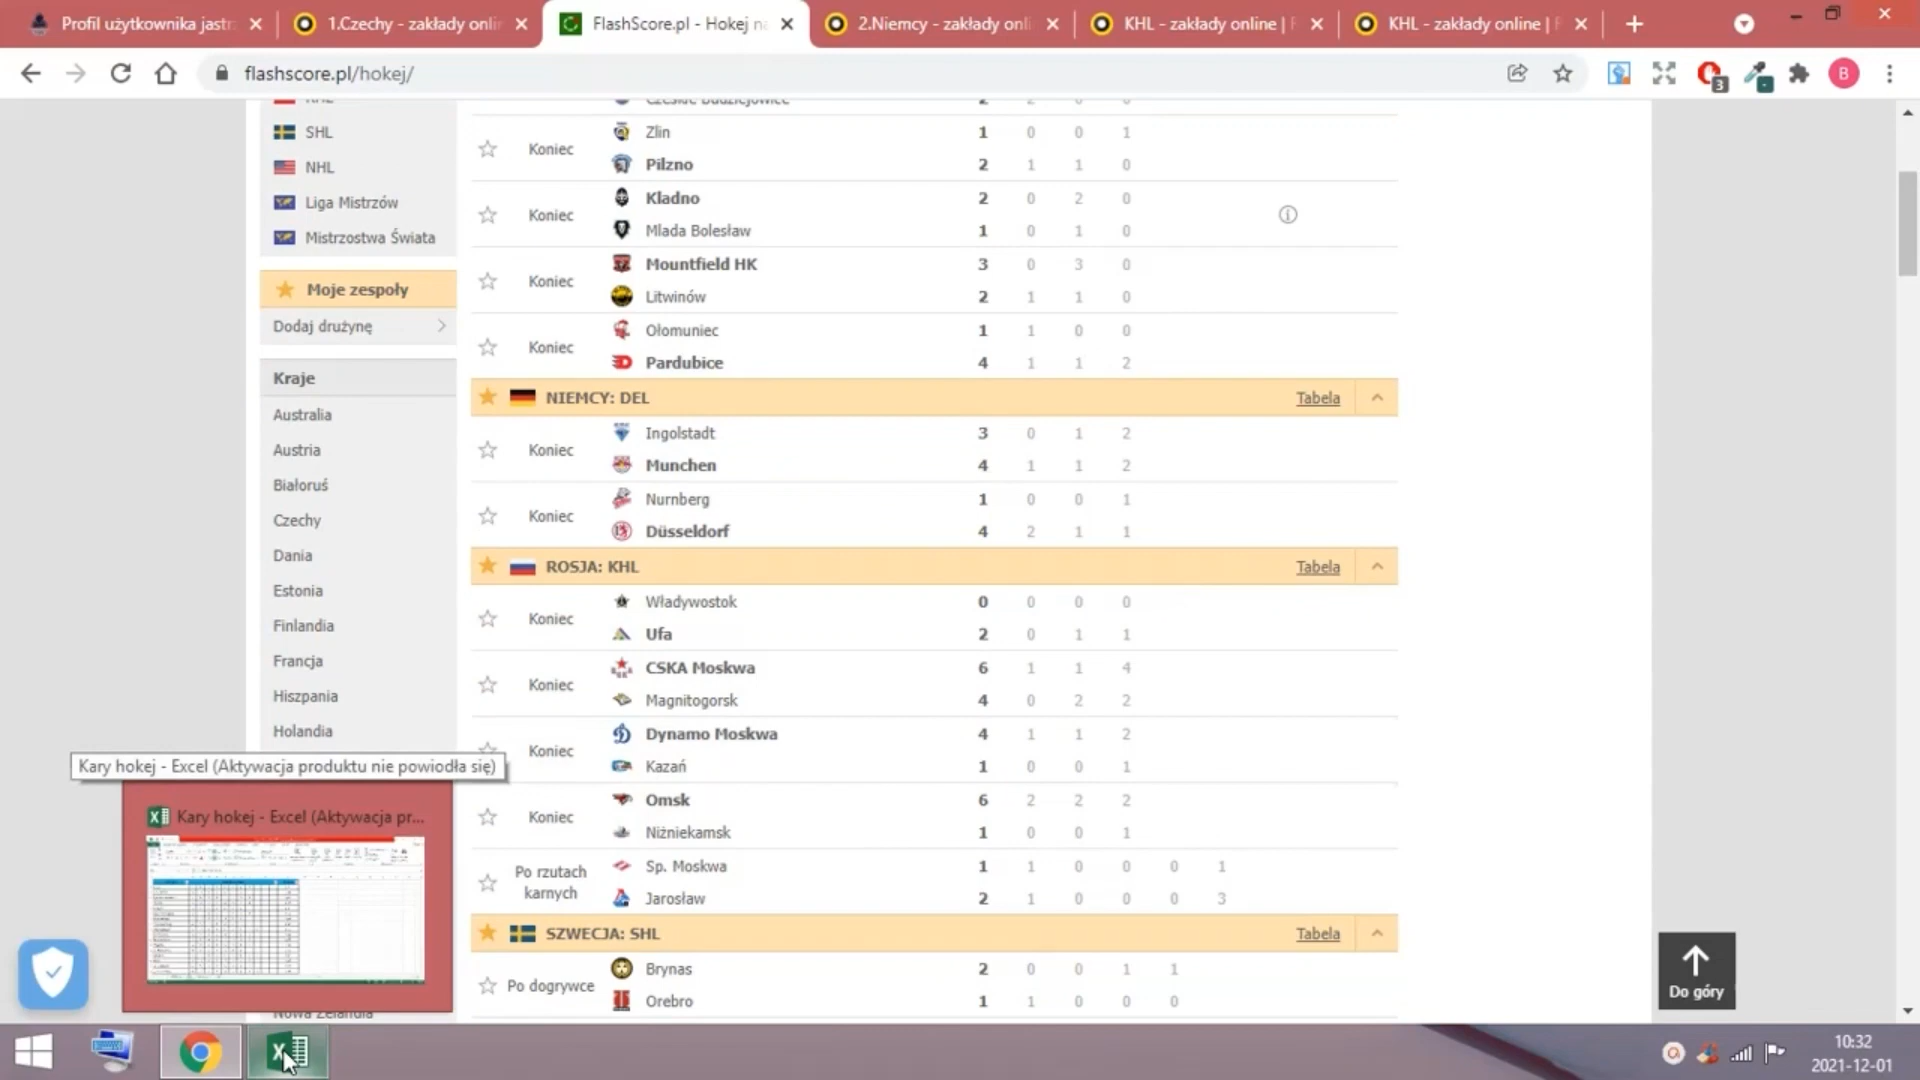 Profil użytkownika jastr
1.Czechy - zakłady onli
FlashScore.pl - Hokej na
2.Niemcy - zakłady onli
KHL - zakłady online | F
KHL - zakłady online | F
flashscore.pl/hokej/
3
B
SHL
NHL
Liga Mistrzów
Mistrzostwa Świata
Moje zespoły
Dodaj drużynę
Kraje
Australia
Austria
Białoruś
Czechy
Dania
Estonia
Finlandia
Francja
Hiszpania
Holandia
Nowa Zelandia
Czeskie Budziejowice 2 2 0 0
Koniec
Zlin 1 0 0 1
Pilzno 2 1 1 0
Koniec
Kladno 2 0 2 0
Mlada Bolesław 1 0 1 0
Koniec
Mountfield HK 3 0 3 0
Litwinów 2 1 1 0
Koniec
Ołomuniec 1 1 0 0
Pardubice 4 1 1 2
NIEMCY: DEL Tabela
Koniec
Ingolstadt 3 0 1 2
Munchen 4 1 1 2
Koniec
Nurnberg 1 0 0 1
Düsseldorf 4 2 1 1
ROSJA: KHL Tabela
Koniec
Władywostok 0 0 0 0
Ufa 2 0 1 1
Koniec
CSKA Moskwa 6 1 1 4
Magnitogorsk 4 0 2 2
Koniec
Dynamo Moskwa 4 1 1 2
Kazań 1 0 0 1
Koniec
Omsk 6 2 2 2
Niżniekamsk 1 0 0 1
Po rzutach
karnych
Sp. Moskwa 1 1 0 0 0 1
Jarosław 2 1 0 0 0 3
SZWECJA: SHL Tabela
Po dogrywce
Brynas 2 0 0 1 1
Orebro 1 1 0 0 0
Kary hokej - Excel (Aktywacja produktu nie powiodła się)
Kary hokej - Excel (Aktywacja pr...
Do góry
10:32
2021-12-01